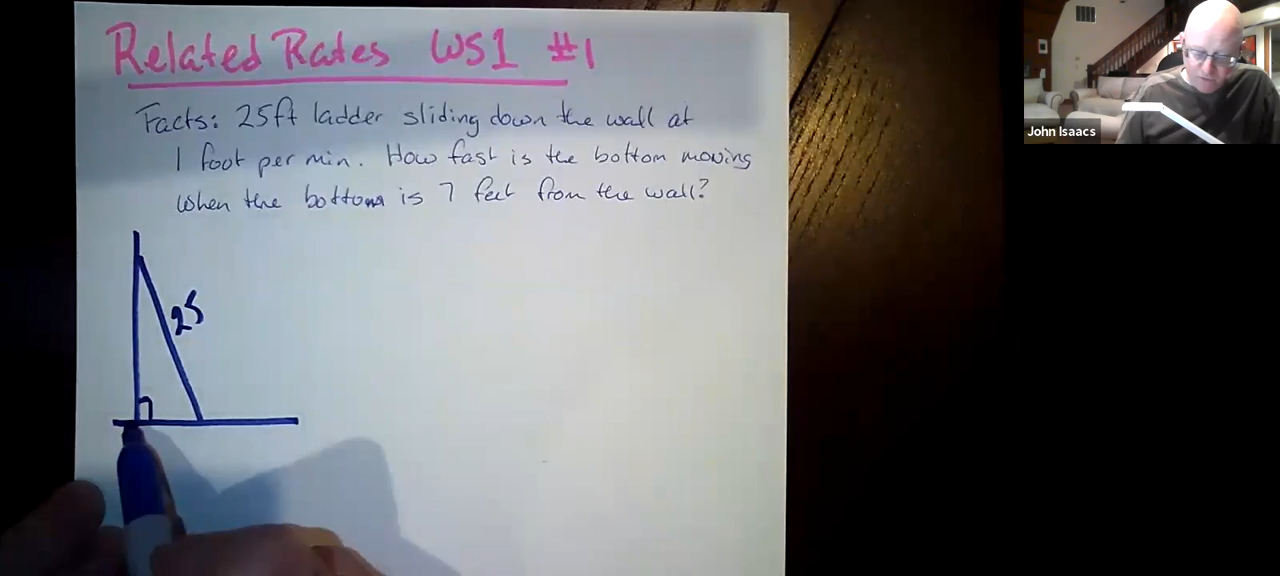 Related Rates WS1 #1
Facts: 25ft ladder sliding down the wall at
1 foot per min. How fast is the bottom moving
when the bottom is 7 feet from the wall?
25
John Isaacs